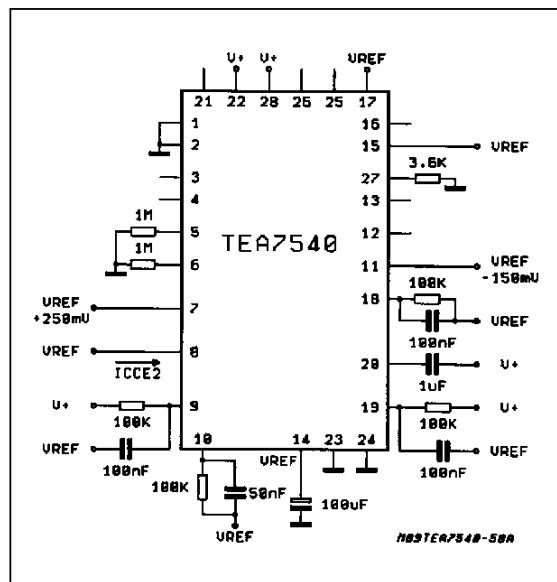 V+ V+ VREF
21 22 28 26 25 17
1 16
2 15 VREF
3 27 3.6K
4 13
1M
5 12
TEA7540
1M
6 11 VREF
-150mV
VREF 7 18 100K
+250mV
VREF 8 VREF
100nF
ICCE2
20 V+
1uF
V+ 9 19 V+
100K 100K
VREF VREF
100nF 100nF
10 14 23 24
VREF
100K 50nF 100uF
VREF
M89TEA7540-50A